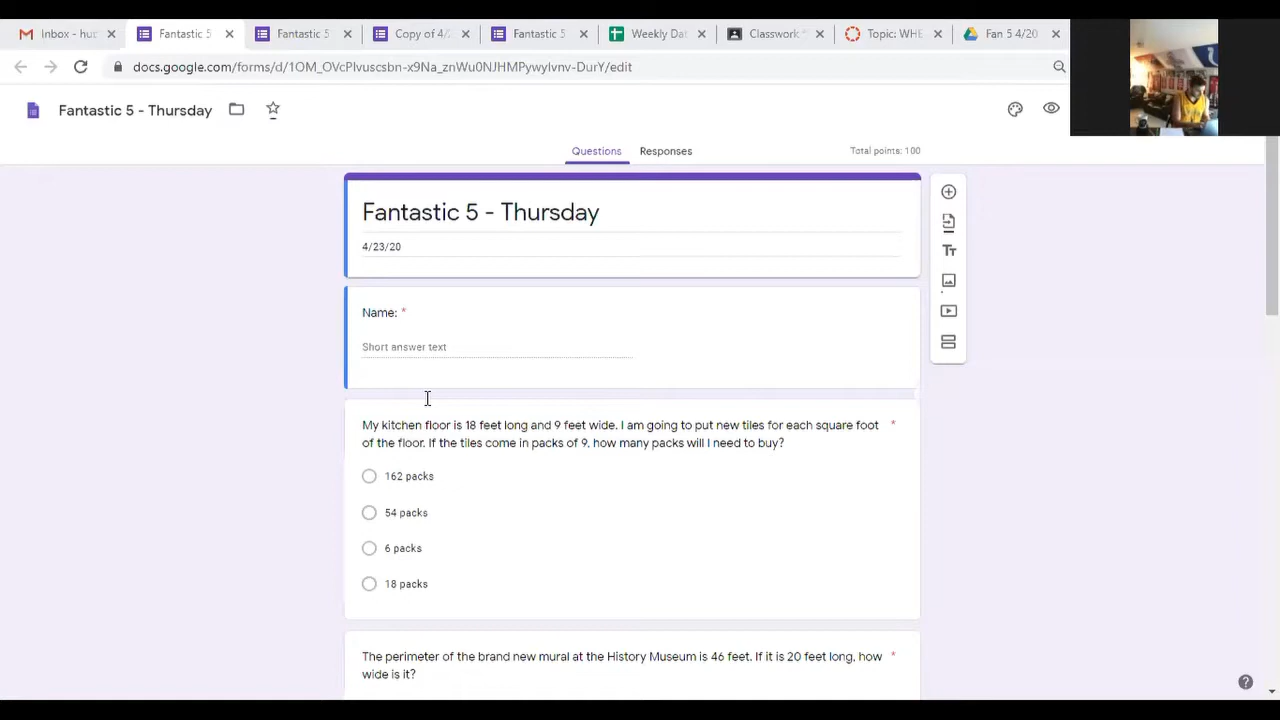 Inbox - hu
Fantastic 5
Fantastic 5
Copy of 4/
Fantastic 5
Weekly Da
Classwork
Topic: WHE
Fan 5 4/20
docs.google.com/forms/d/1OM_OVcPlvuscsbn-x9Na_znWu0NJHMPywylvnv-DurY/edit
Fantastic 5 - Thursday
Questions
Responses
Total points: 100
Fantastic 5 - Thursday
4/23/20
Name: *
Short answer text
My kitchen floor is 18 feet long and 9 feet wide. I am going to put new tiles for each square foot *
of the floor. If the tiles come in packs of 9, how many packs will I need to buy?
162 packs
54 packs
6 packs
18 packs
The perimeter of the brand new mural at the History Museum is 46 feet. If it is 20 feet long, how *
wide is it?